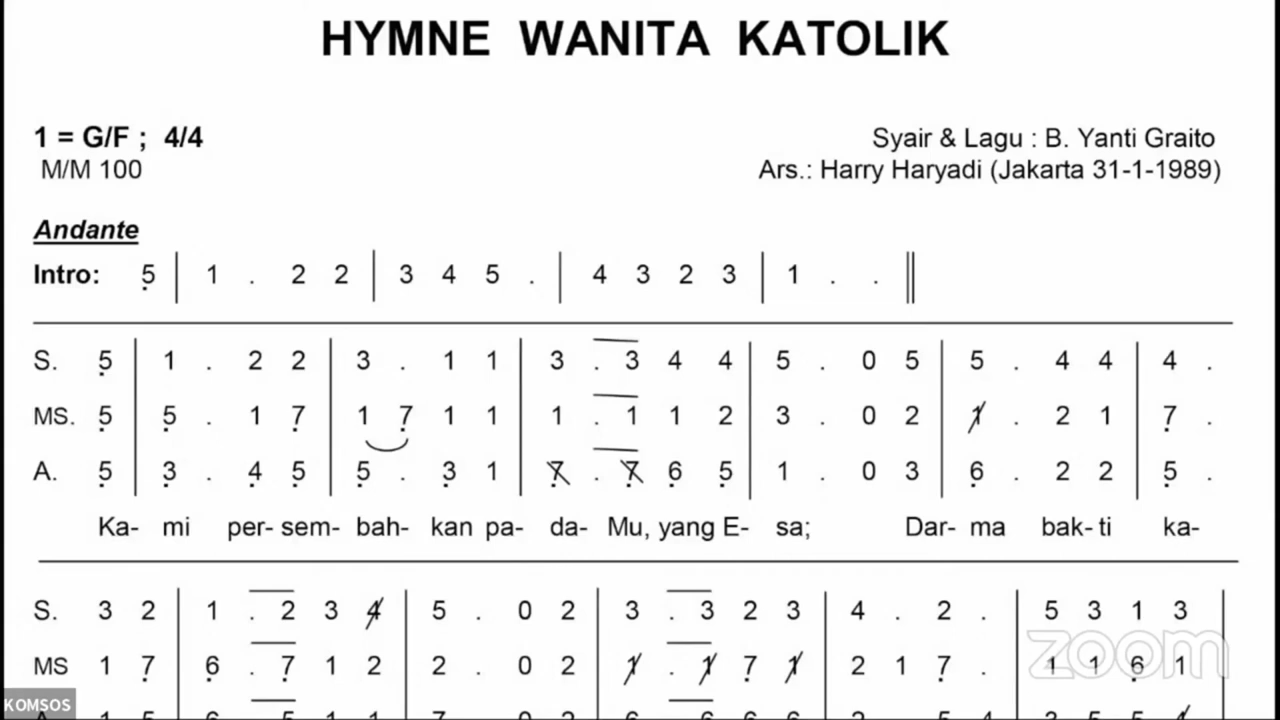 HYMNE WANITA KATOLIK
1 = G/F ; 4/4
Syair & Lagu : B. Yanti Graito
M/M 100
Ars.: Harry Haryadi (Jakarta 31-1-1989)
Andante
Intro: 5̣ | 1 . 2 2 | 3 4 5 . | 4 3 2 3 | 1 . . ||
S. 5̣ | 1 . 2 2 | 3 . 1 1 | 3 . 3 4 4 | 5 . 0 5 | 5 . 4 4 | 4 .
MS. 5̣ | 5̣ . 1 7̣ | 1 7̣ 1 1 | 1 . 1 1 2 | 3 . 0 2 | 1̸ . 2 1 | 7̣ .
A. 5̣ | 3̣ . 4̣ 5̣ | 5̣ . 3̣ 1 | 7̸̣ . 7̸̣ 6̣ 5̣ | 1 . 0 3 | 6̣ . 2 2 | 5̣ .
Ka- mi per- sem- bah- kan pa- da- Mu, yang E- sa; Dar- ma bak- ti ka-
S. 3 2 | 1 . 2 3 4̸ | 5 . 0 2 | 3 . 3 2 3 | 4 . 2 . | 5 3 1 3 |
MS 1 7̣ | 6̣ . 7̣ 1 2 | 2 . 0 2 | 1̸ . 1̸ 7̣ 1̸ | 2 1 7̣ . | 1 1 6̣ 1 |
zoom
KOMSOS